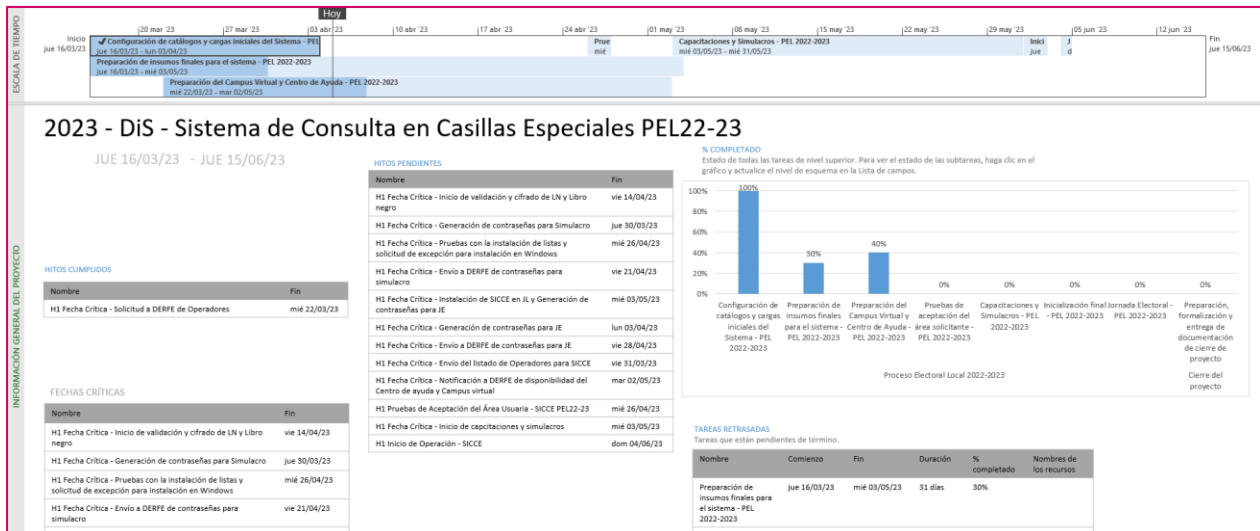 Hoy
20 mar '23 27 mar '23 03 abr '23 10 abr '23 17 abr '23 24 abr '23 01 may '23 08 may '23 15 may '23 22 may '23 29 may '23 05 jun '23 12 jun '23
ESCALA DE TIEMPO
Inicio
jue 16/03/23
Configuración de catálogos y cargas iniciales del Sistema - PEL
jue 16/03/23 - lun 03/04/23
Prue
mié
Capacitaciones y Simulacros - PEL 2022-2023
mié 03/05/23 - mié 31/05/23
Inici
jue
J
d
Fin
jue 15/06/23
Preparación de insumos finales para el sistema - PEL 2022-2023
jue 16/03/23 - mié 03/05/23
Preparación del Campus Virtual y Centro de Ayuda - PEL 2022-2023
mié 22/03/23 - mar 02/05/23
INFORMACIÓN GENERAL DEL PROYECTO
2023 - DiS - Sistema de Consulta en Casillas Especiales PEL22-23
JUE 16/03/23 - JUE 15/06/23
HITOS CUMPLIDOS
Nombre Fin
H1 Fecha Crítica - Solicitud a DERFE de Operadores mié 22/03/23
FECHAS CRÍTICAS
Nombre Fin
H1 Fecha Crítica - Inicio de validación y cifrado de LN y Libro vie 14/04/23
negro
H1 Fecha Crítica - Generación de contraseñas para Simulacro jue 30/03/23
H1 Fecha Crítica - Pruebas con la instalación de listas y mié 26/04/23
solicitud de excepción para instalación en Windows
H1 Fecha Crítica - Envío a DERFE de contraseñas para vie 21/04/23
simulacro
HITOS PENDIENTES
Nombre Fin
H1 Fecha Crítica - Inicio de validación y cifrado de LN y Libro vie 14/04/23
negro
H1 Fecha Crítica - Generación de contraseñas para Simulacro jue 30/03/23
H1 Fecha Crítica - Pruebas con la instalación de listas y mié 26/04/23
solicitud de excepción para instalación en Windows
H1 Fecha Crítica - Envío a DERFE de contraseñas para vie 21/04/23
simulacro
H1 Fecha Crítica - Instalación de SICCE en JL y Generación de mié 03/05/23
contraseñas para JE
H1 Fecha Crítica - Generación de contraseñas para JE lun 03/04/23
H1 Fecha Crítica - Envío a DERFE de contraseñas para JE vie 28/04/23
H1 Fecha Crítica - Envío del listado de Operadores para SICCE vie 31/03/23
H1 Fecha Crítica - Notificación a DERFE de disponibilidad del mar 02/05/23
Centro de ayuda y Campus virtual
H1 Pruebas de Aceptación del Área Usuaria - SICCE PEL22-23 mié 26/04/23
H1 Fecha Crítica - Inicio de capcitaciones y simulacros mié 03/05/23
H1 Inicio de Operación - SICCE dom 04/06/23
% COMPLETADO
Estado de todas las tareas de nivel superior. Para ver el estado de las subtareas, haga clic en el
gráfico y actualice el nivel de esquema en la Lista de campos.
100%
80%
60%
40%
20%
0%
100% 30% 40% 0% 0% 0% 0% 0%
Configuración de
catálogos y cargas
iniciales del
Sistema - PEL
2022-2023
Preparación de
insumos finales
para el sistema -
PEL 2022-2023
Preparación del
Campus Virtual y
Centro de Ayuda -
PEL 2022-2023
Pruebas de
aceptación del
área solicitante -
PEL 2022-2023
Capacitaciones y
Simulacros - PEL
2022-2023
Inicialización final
- PEL 2022-2023
Jornada Electoral -
PEL 2022-2023
Preparación,
formalización y
entrega de
documentación
de cierre de
proyecto
Proceso Electoral Local 2022-2023
Cierre del
proyecto
TAREAS RETRASADAS
Tareas que están pendientes de término.
Nombre Comienzo Fin Duración % completado Nombres de los recursos
Preparación de jue 16/03/23 mié 03/05/23 31 días 30%
insumos finales para
el sistema - PEL
2022-2023